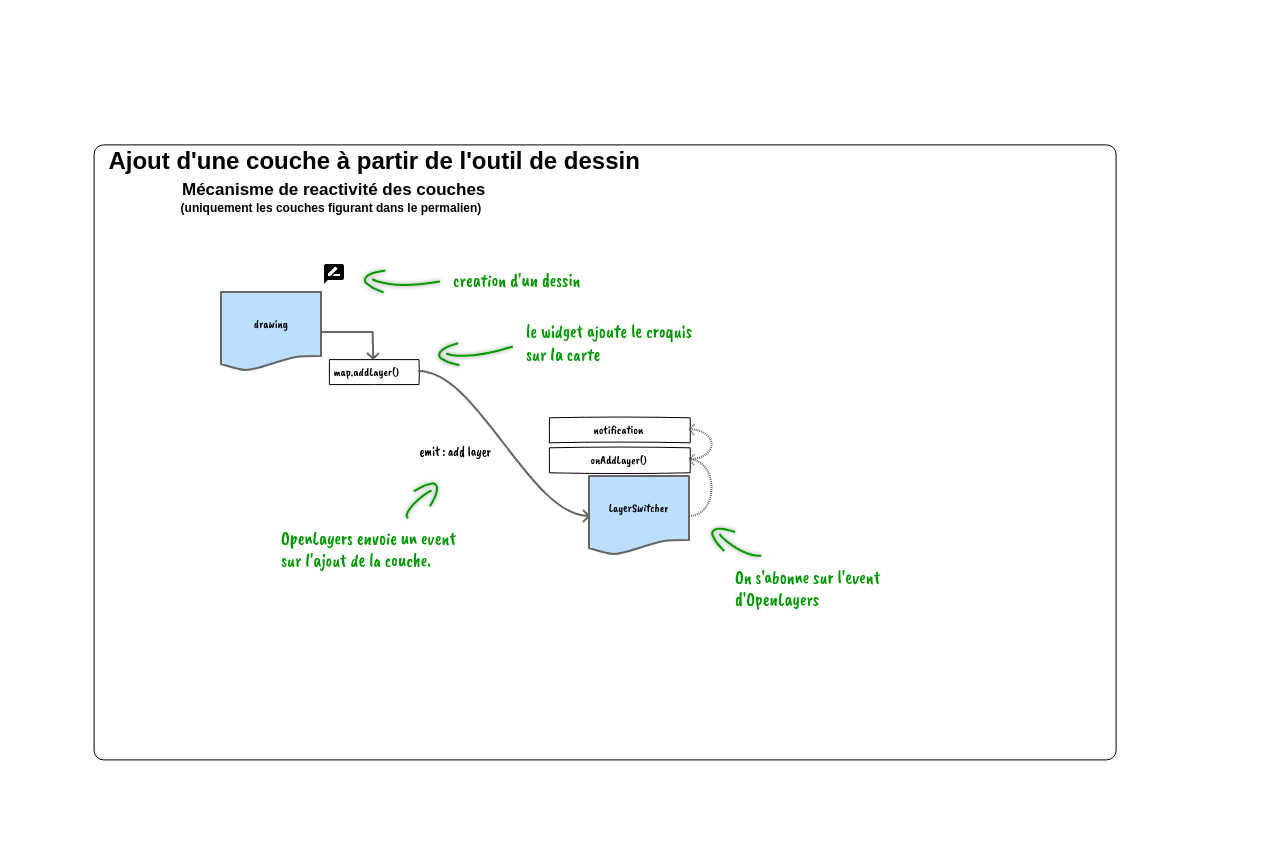 Ajout d'une couche à partir de l'outil de dessin
Mécanisme de reactivité des couches
(uniquement les couches figurant dans le permalien)
creation d'un dessin
drawing
le widget ajoute le croquis
sur la carte
map.addLayer()
notification
emit : add layer
onAddLayer()
LayerSwitcher
OpenLayers envoie un event
sur l'ajout de la couche.
On s'abonne sur l'event
d'OpenLayers